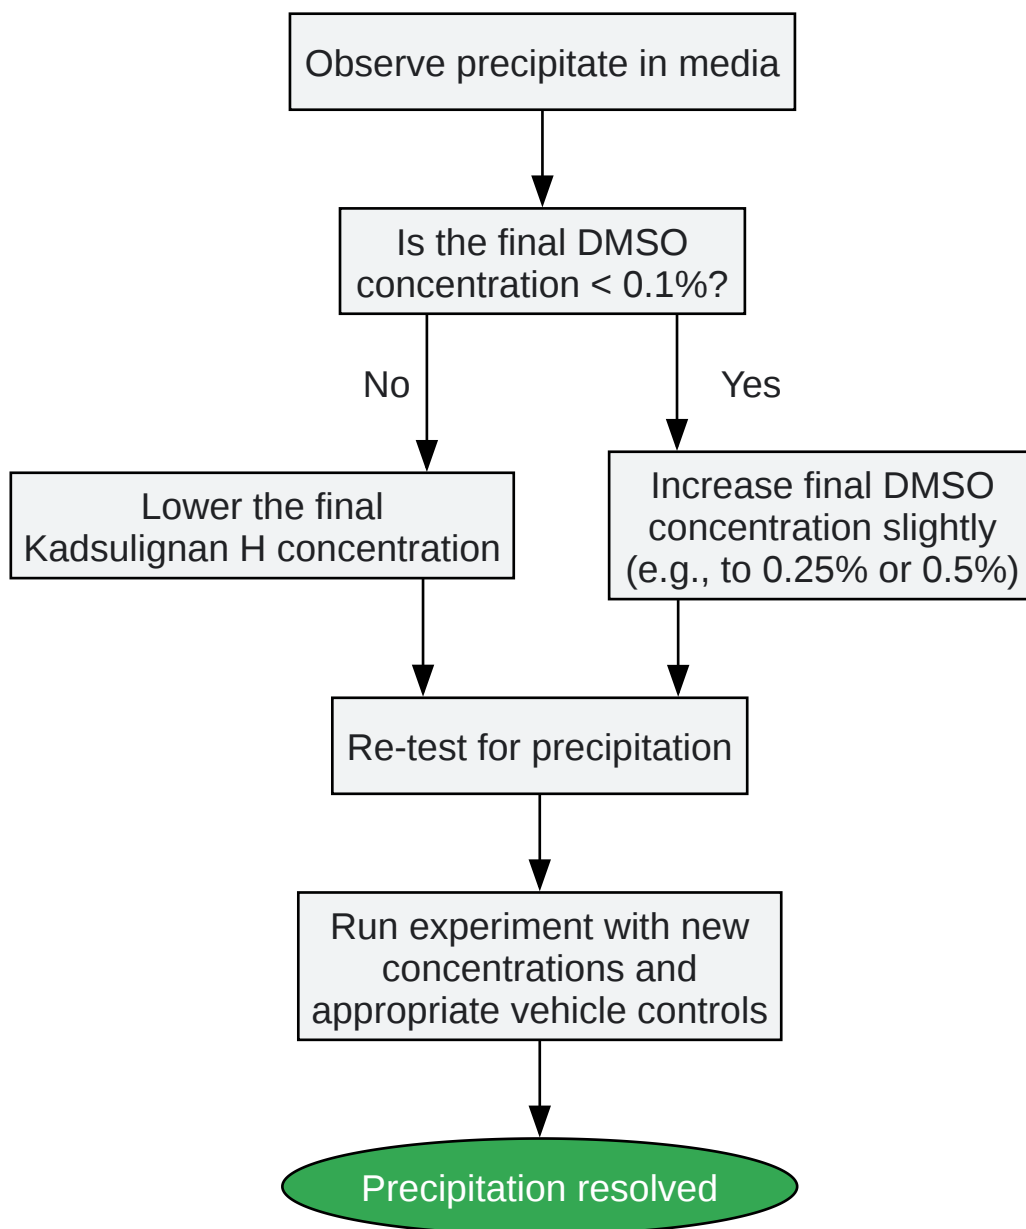 Observe precipitate in media
Is the final DMSO
concentration < 0.1%?
No
Yes
Lower the final
Kadsulignan H concentration
Increase final DMSO
concentration slightly
(e.g., to 0.25% or 0.5%)
Re-test for precipitation
Run experiment with new
concentrations and
appropriate vehicle controls
Precipitation resolved